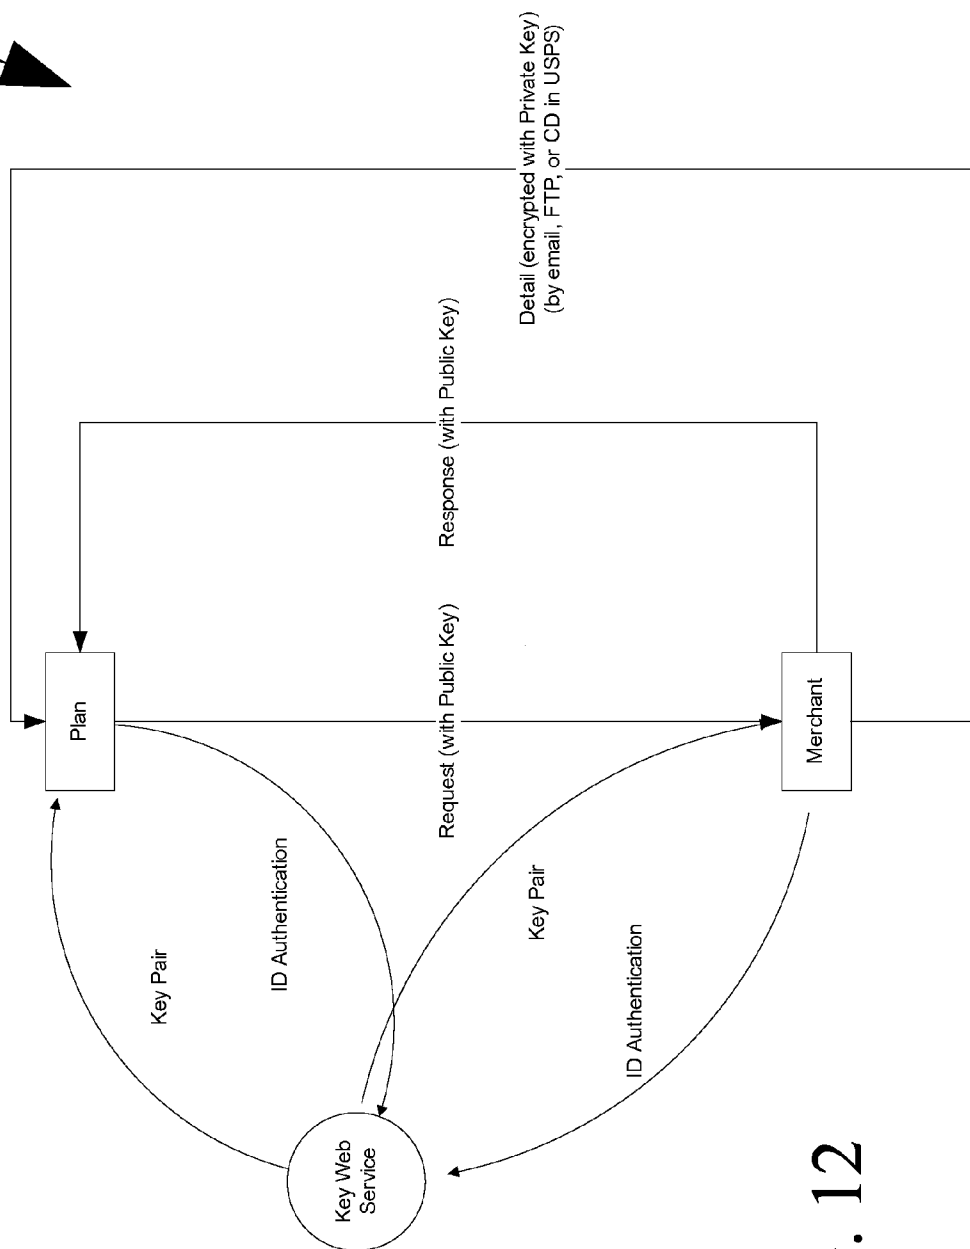 Detail (encrypted with Private Key)
(by email, FTP, or CD in USPS)
Response (with Public Key)
Request (with Public Key)
Plan
Merchant
Key Pair
ID Authentication
Key Pair
ID Authentication
Key Web
Service
. 12